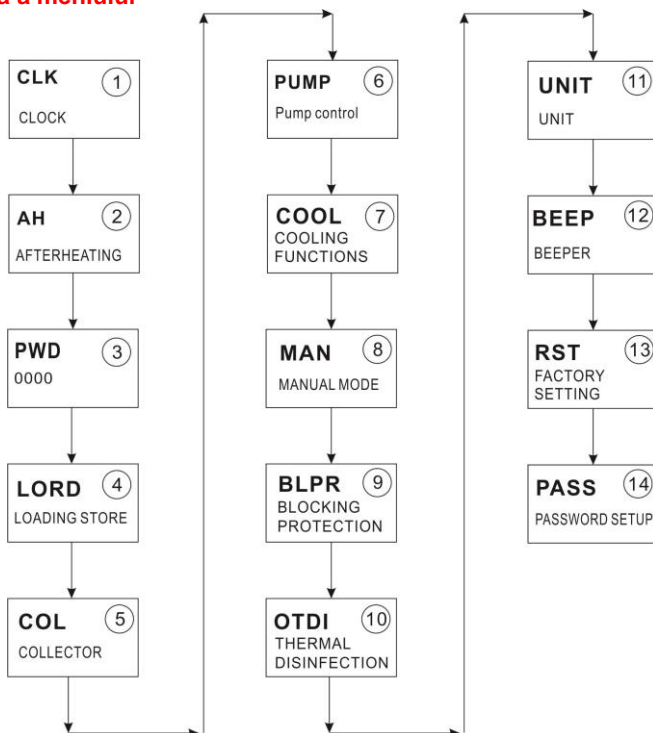 a a meniului
CLK 1
CLOCK
AH 2
AFTERHEATING
PWD 3
0000
LORD 4
LOADING STORE
COL 5
COLLECTOR
PUMP 6
Pump control
COOL 7
COOLING
FUNCTIONS
MAN 8
MANUAL MODE
BLPR 9
BLOCKING
PROTECTION
OTDI 10
THERMAL
DISINFECTION
UNIT 11
UNIT
BEEP 12
BEEPER
RST 13
FACTORY
SETTING
PASS 14
PASSWORD SETUP